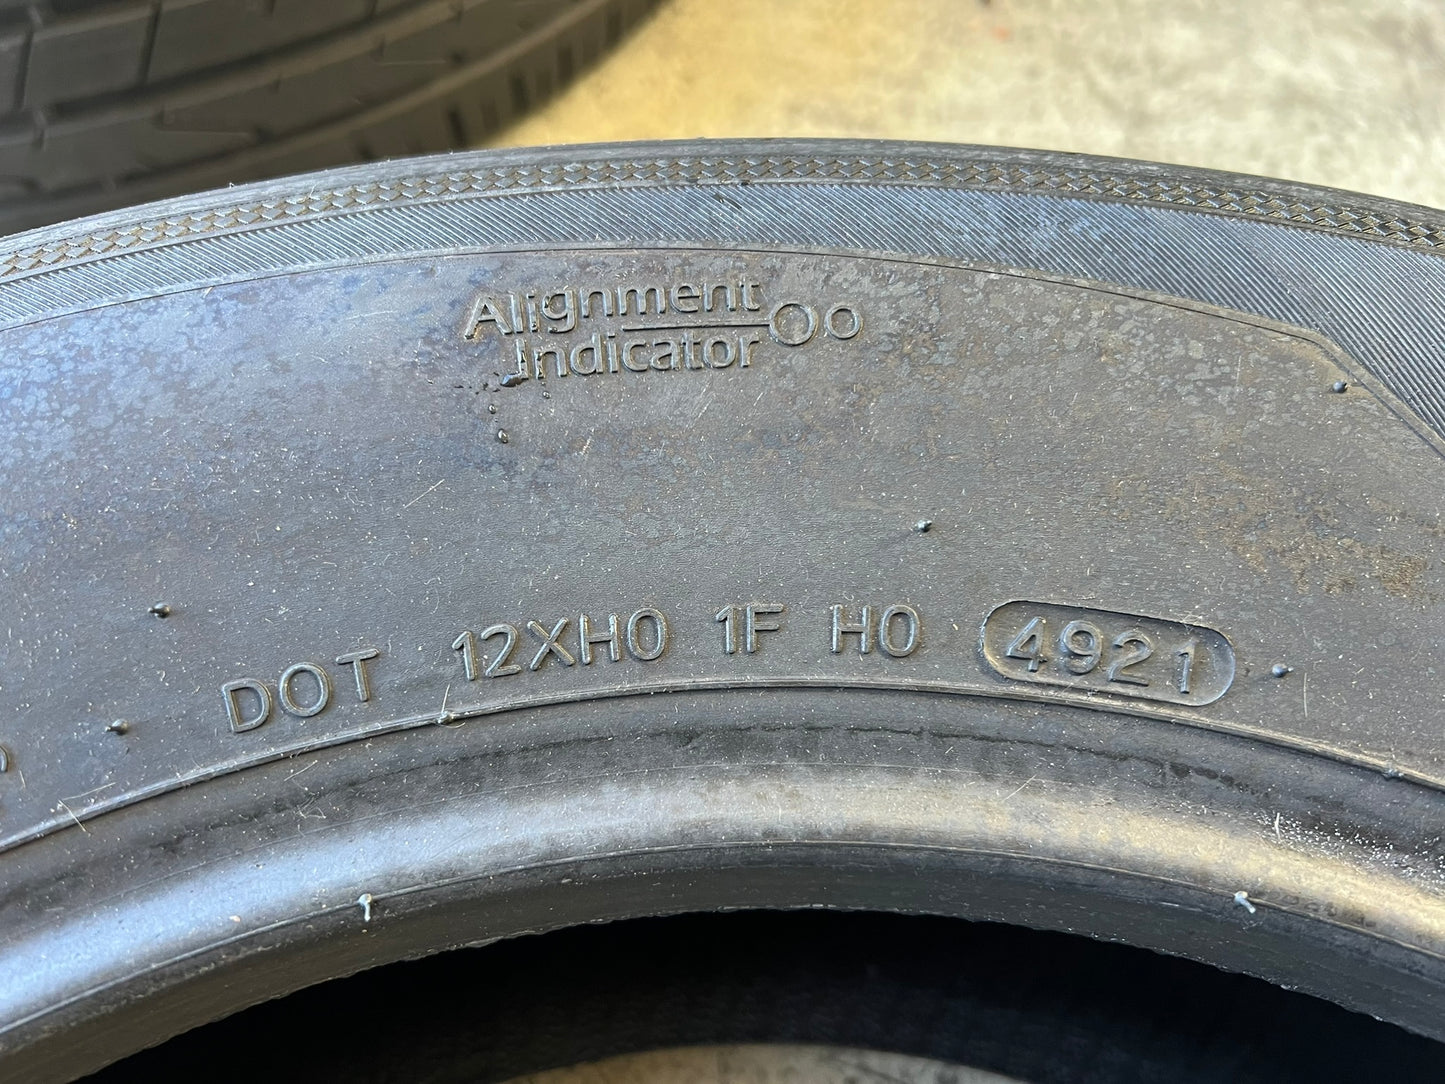 Alignment
Indicator
DOT 12XH0 1F H0 4921